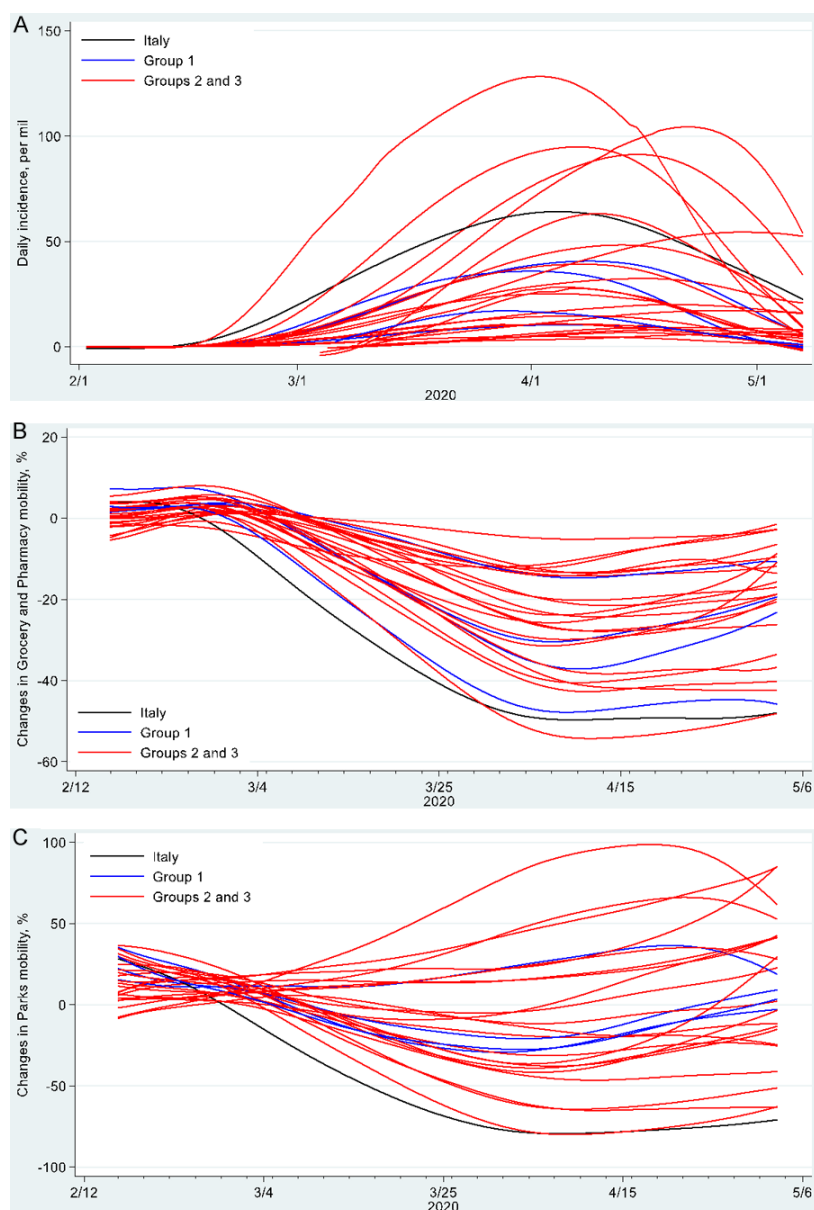 A
Daily incidence, per mil
150
100
50
0
Italy
Group 1
Groups 2 and 3
2/1
3/1
4/1
5/1
2020
B
Changes in Grocery and Pharmacy mobility, %
20
0
-20
-40
-60
Italy
Group 1
Groups 2 and 3
2/12
3/4
3/25
4/15
5/6
2020
C
Changes in Parks mobility, %
100
50
0
-50
-100
Italy
Group 1
Groups 2 and 3
2/12
3/4
3/25
4/15
5/6
2020